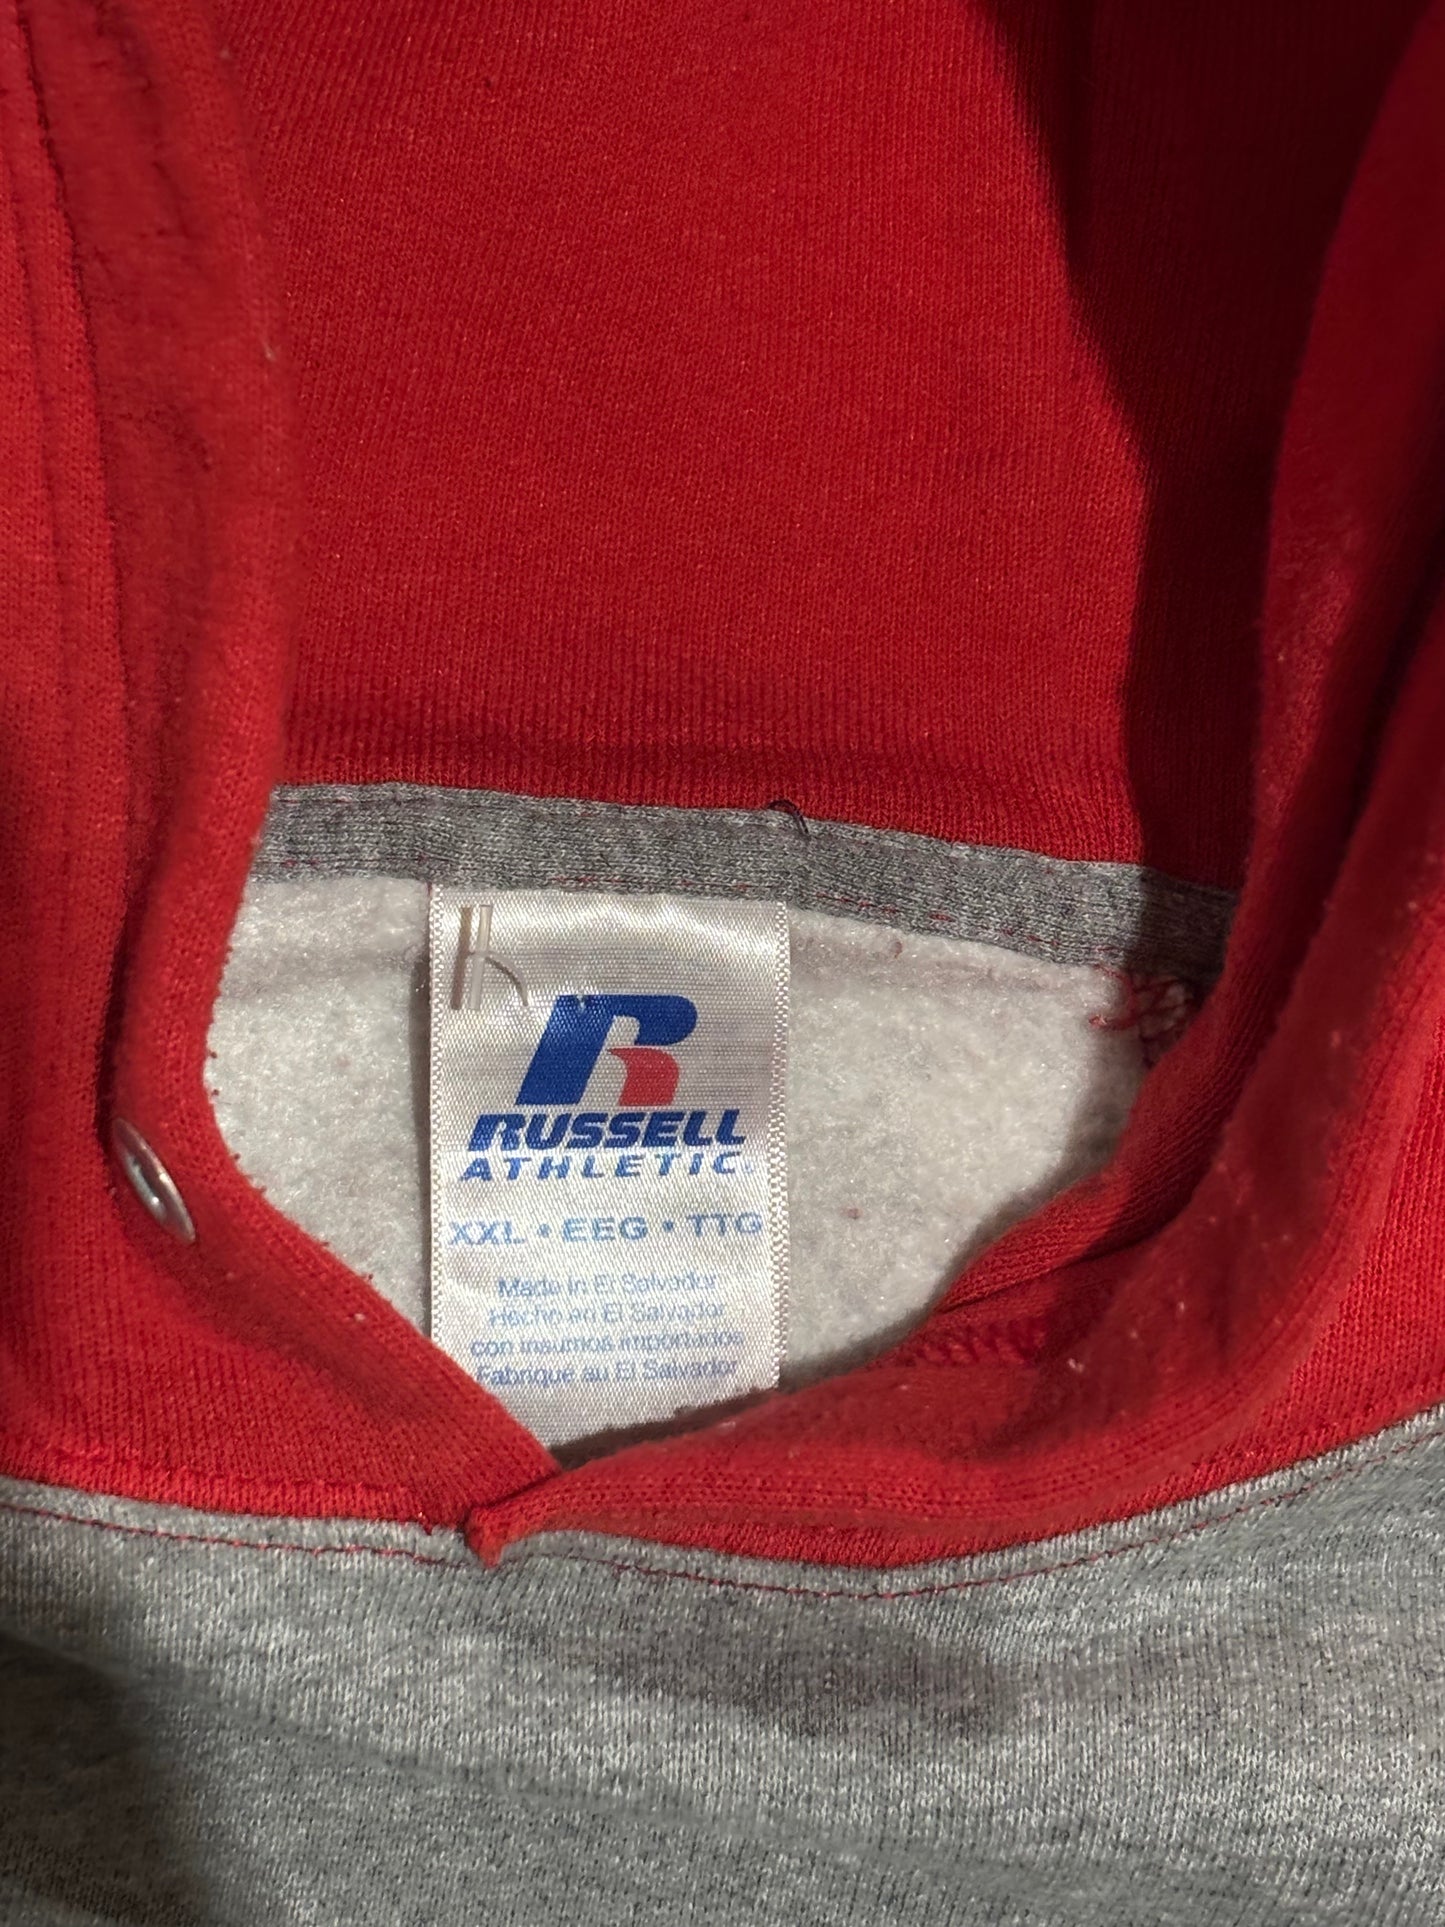 R
RUSSELL
ATHLETIC®
XXL • EEG • TTG
Made in El Salvador
Hecho en El Salvador
con insumos importados
Fabrique au El Salvador